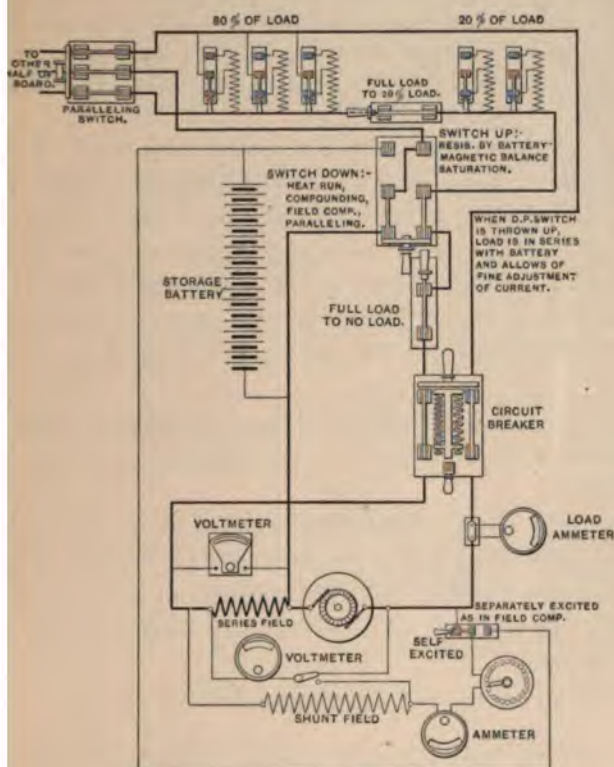 80 % OF LOAD
20 % OF LOAD
TO
OTHER
HALF OF
BOARD.
PARALLELING
SWITCH.
FULL LOAD
TO 20% LOAD.
SWITCH UP:-
RESIS. BY BATTERY-
MAGNETIC BALANCE
SATURATION.
SWITCH DOWN:-
HEAT RUN,
COMPOUNDING,
FIELD COMP.,
PARALLELING.
WHEN D.P. SWITCH
IS THROWN UP,
LOAD IS IN SERIES
WITH BATTERY
AND ALLOWS OF
FINE ADJUSTMENT
OF CURRENT.
STORAGE
BATTERY
FULL LOAD
TO NO LOAD.
CIRCUIT
BREAKER
VOLTMETER
LOAD
AMMETER
SERIES FIELD
SEPARATELY EXCITED
AS IN FIELD COMP.
SELF
EXCITED
VOLTMETER
SHUNT FIELD
AMMETER